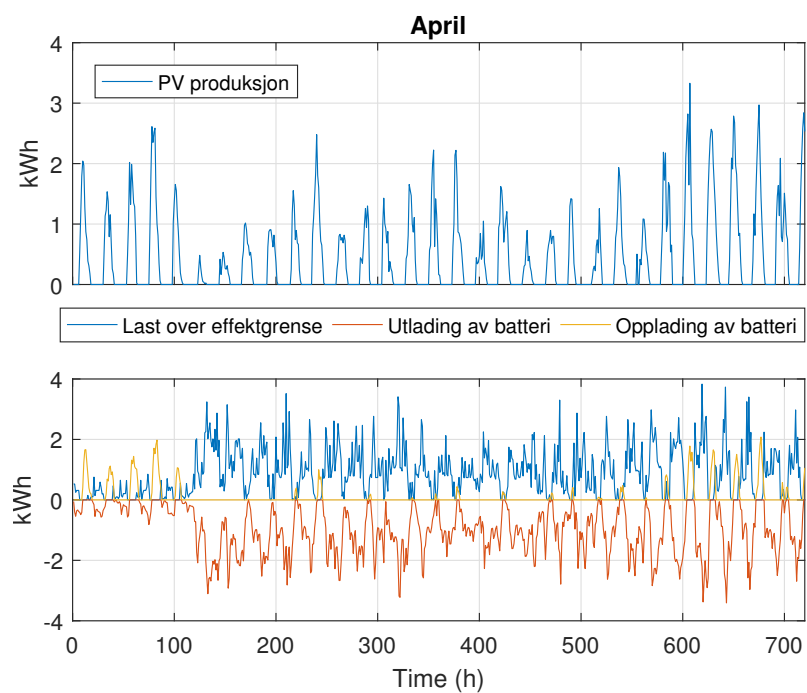 April
4
3
2
1
0
kWh
PV produksjon
Last over effektgrense Utlading av batteri Opplading av batteri
4
2
0
-2
-4
kWh
0 100 200 300 400 500 600 700
Time (h)